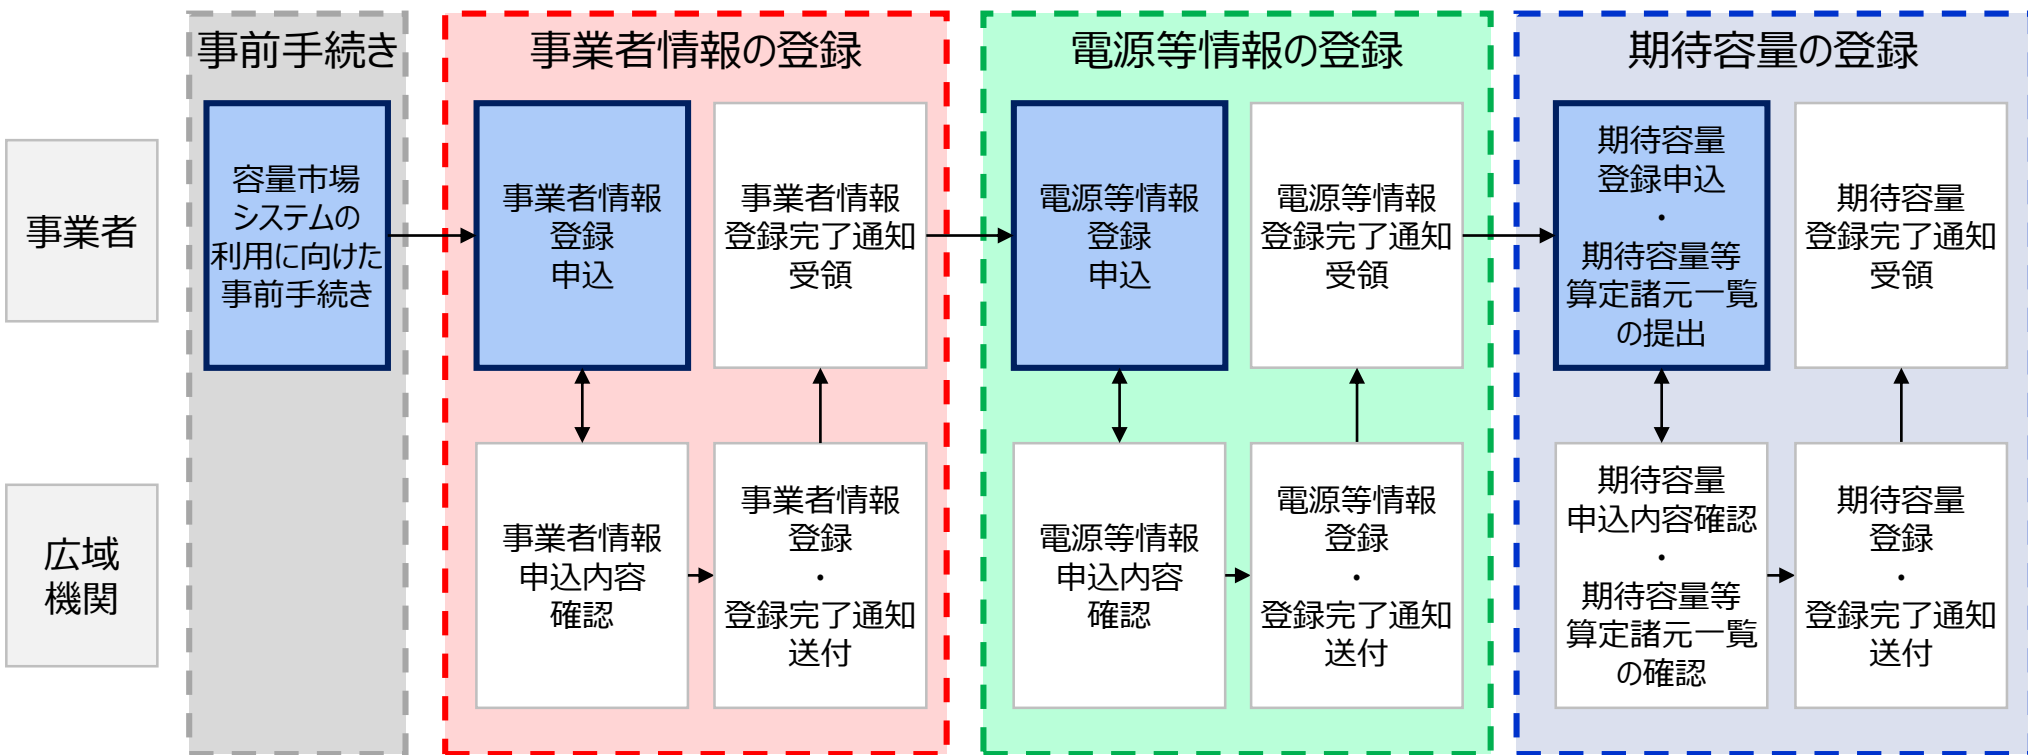 事前手続き
事業者情報の登録
電源等情報の登録
期待容量の登録
事業者
容量市場
システムの
利用に向けた
事前手続き
事業者情報
登録
申込
事業者情報
登録完了通知
受領
電源等情報
登録
申込
電源等情報
登録完了通知
受領
期待容量
登録申込
・
期待容量等
算定諸元一覧
の提出
期待容量
登録完了通知
受領
広域
機関
事業者情報
申込内容
確認
事業者情報
登録
・
登録完了通知
送付
電源等情報
申込内容
確認
電源等情報
登録
・
登録完了通知
送付
期待容量
申込内容確認
・
期待容量等
算定諸元一覧
の確認
期待容量
登録
・
登録完了通知
送付